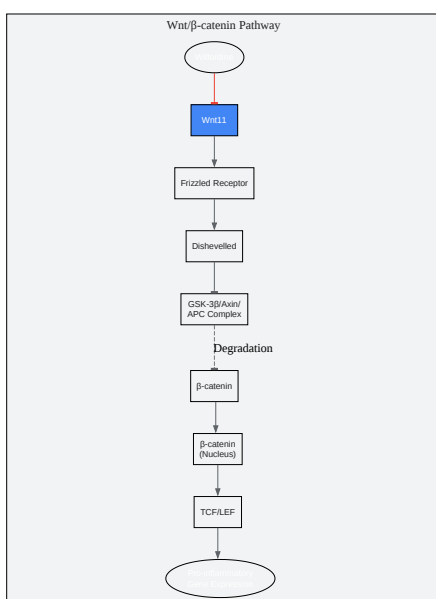 Wnt/β-catenin Pathway
Wnt11
Frizzled Receptor
Dishevelled
GSK-3β/Axin/
APC Complex
Degradation
β-catenin
β-catenin
(Nucleus)
TCF/LEF